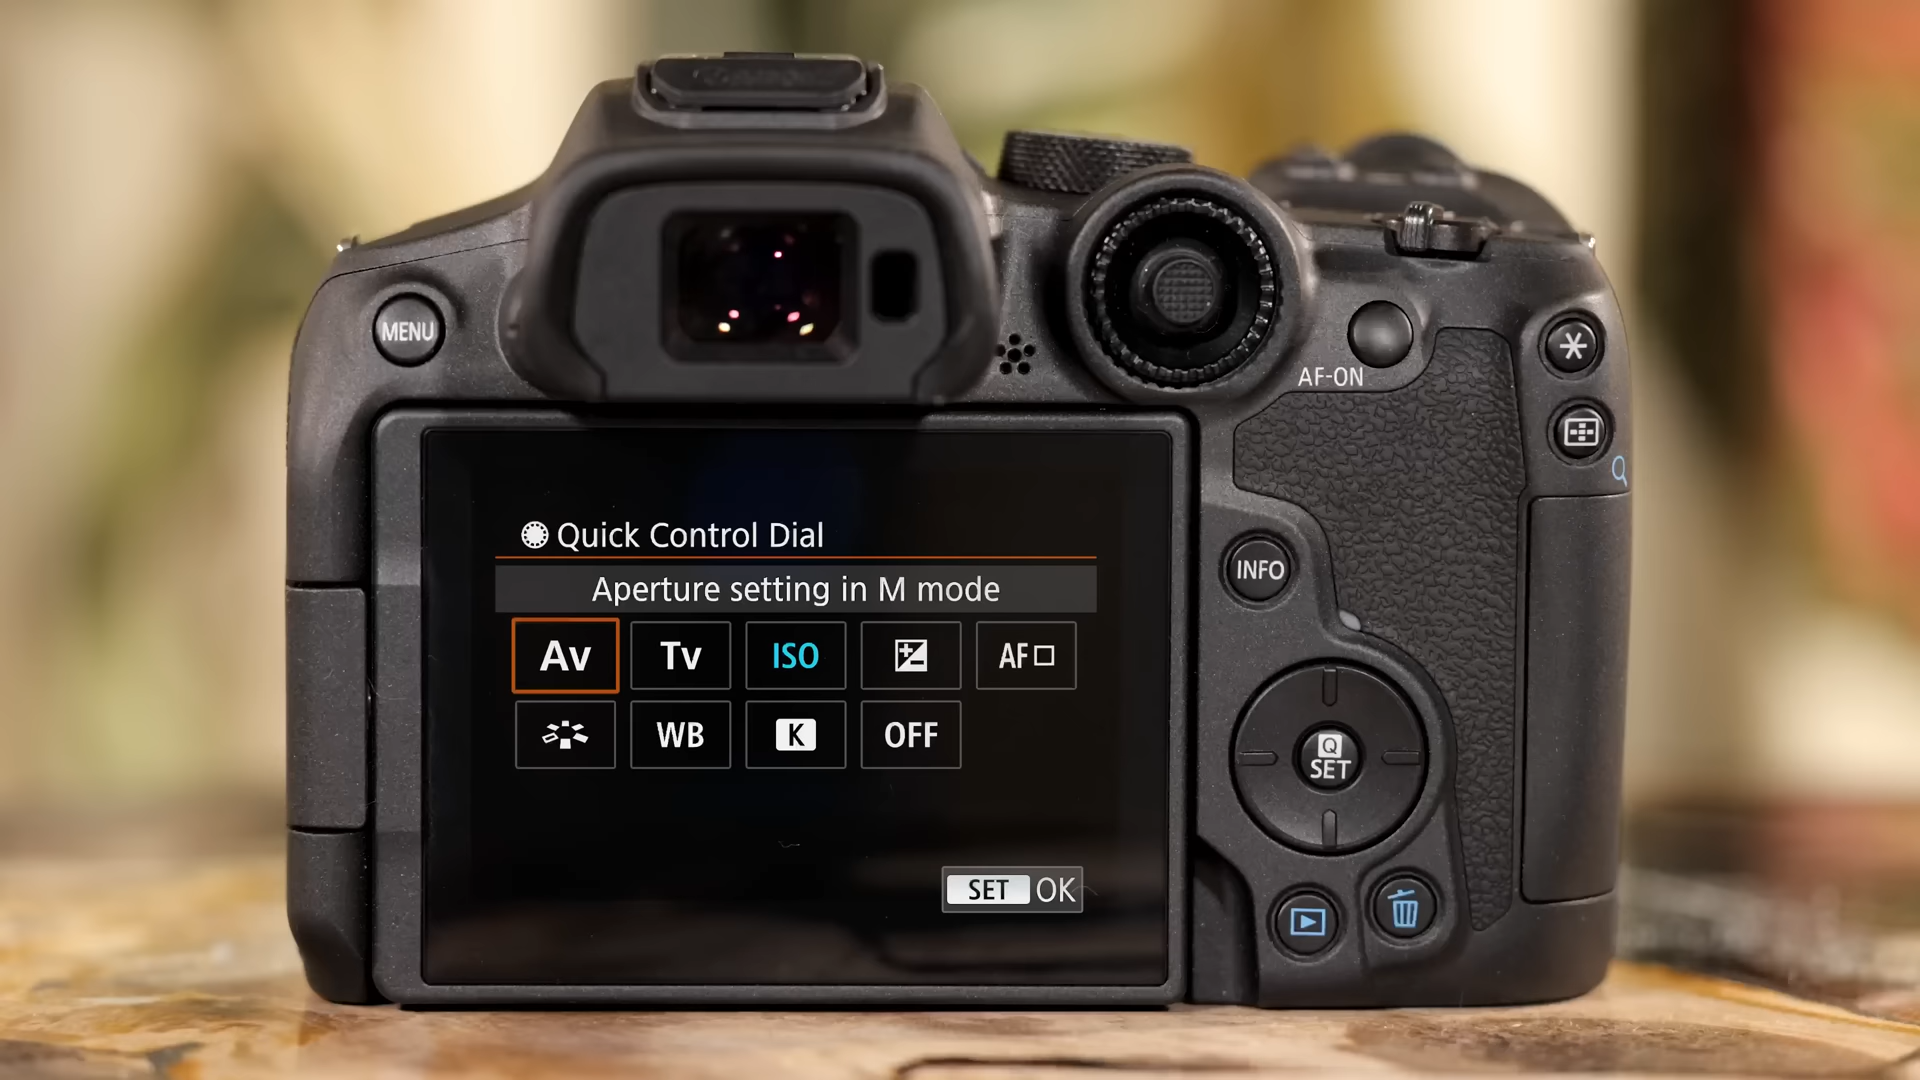 MENU
AF-ON
Quick Control Dial
Aperture setting in M mode
Av Tv ISO AF
WB K OFF
INFO
Q
SET
SET OK